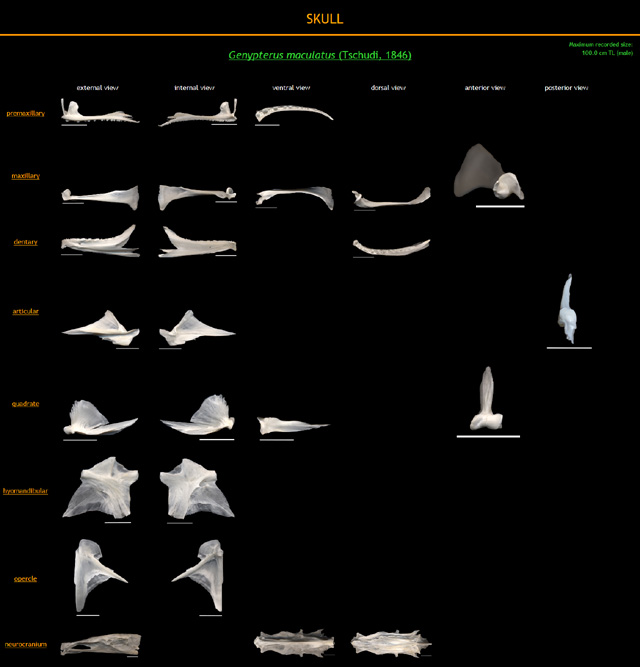 SKULL
Genypterus maculatus (Tschudi, 1846)
Maximum recorded size:
100.0 cm TL (male)
external view internal view ventral view dorsal view anterior view posterior view
premaxillary
maxillary
dentary
articular
quadrate
hyomandibular
opercle
neurocranium